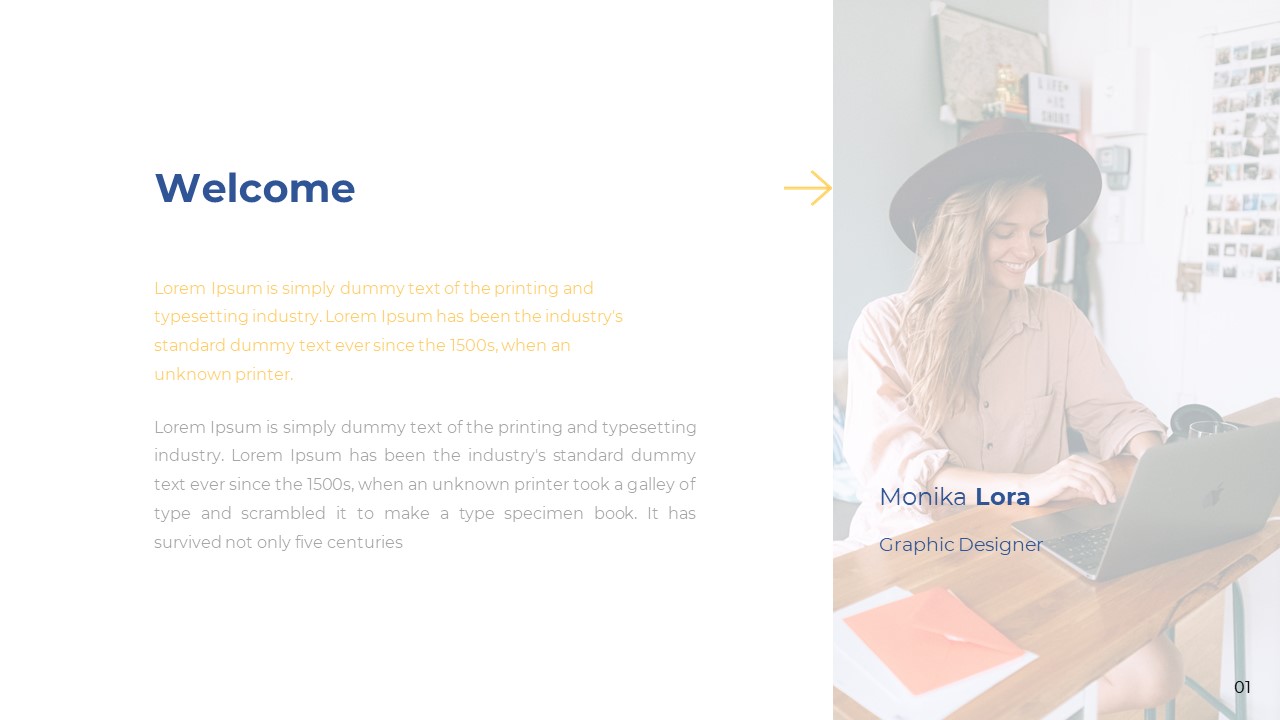 Welcome
Lorem Ipsum is simply dummy text of the printing and
typesetting industry. Lorem Ipsum has been the industry's
standard dummy text ever since the 1500s, when an
unknown printer.
Lorem Ipsum is simply dummy text of the printing and typesetting
industry. Lorem Ipsum has been the industry's standard dummy
text ever since the 1500s, when an unknown printer took a galley of
type and scrambled it to make a type specimen book. It has
survived not only five centuries
LIFE
SHORT
Monika Lora
Graphic Designer
01